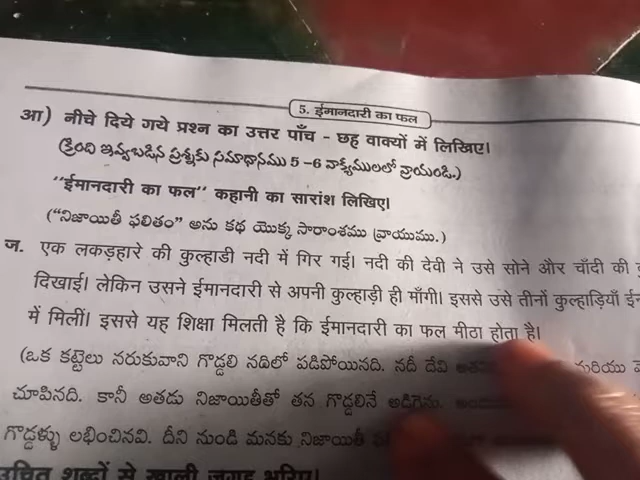 5. ईमानदारी का फल
आ) नीचे दिये गये प्रश्न का उत्तर पाँच - छह वाक्यों में लिखिए।
(క్రింది ఇవ్వబడిన ప్రశ్నకు సమాధానము 5 -6 వాక్యములలో వ్రాయండి.)
"ईमानदारी का फल" कहानी का सारांश लिखिए।
("నిజాయితీ ఫలితం" అను కథ యొక్క సారాంశము వ్రాయుము.)
ज. एक लकड़हारे की कुल्हाडी नदी में गिर गई। नदी की देवी ने उसे सोने और चाँदी की
दिखाई। लेकिन उसने ईमानदारी से अपनी कुल्हाड़ी ही माँगी। इससे उसे तीनों कुल्हाड़ियाँ
में मिलीं। इससे यह शिक्षा मिलती है कि ईमानदारी का फल मीठा होता है।
(ఒక కట్టెలు నరుకువాని గొడ్డలి నదిలో పడిపోయినది. నదీ దేవి మరియు
చూపినది. కానీ అతడు నిజాయితీతో తన గొడ్డలినే అడిగెను.
గొడ్డళ్ళు లభించినవి. దీని నుండి మనకు నిజాయితీ
उचित शब्दों से खाली जगह भरिए।